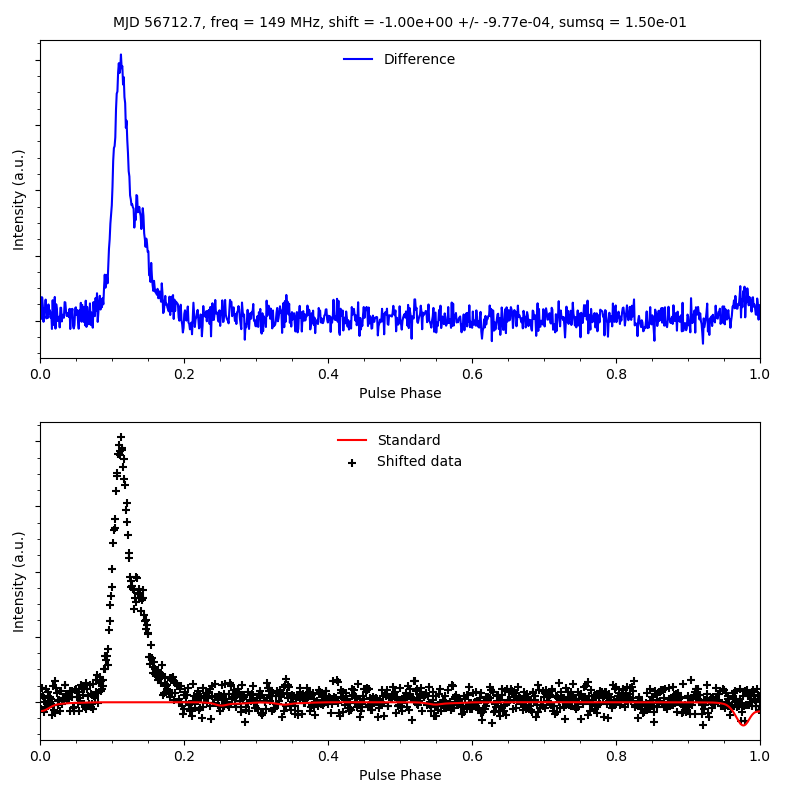 MJD 56712.7, freq = 149 MHz, shift = -1.00e+00 +/- -9.77e-04, sumsq = 1.50e-01
Difference
Intensity (a.u.)
0.0 0.2 0.4 0.6 0.8 1.0
Pulse Phase
Standard
Shifted data
Intensity (a.u.)
0.0 0.2 0.4 0.6 0.8 1.0
Pulse Phase